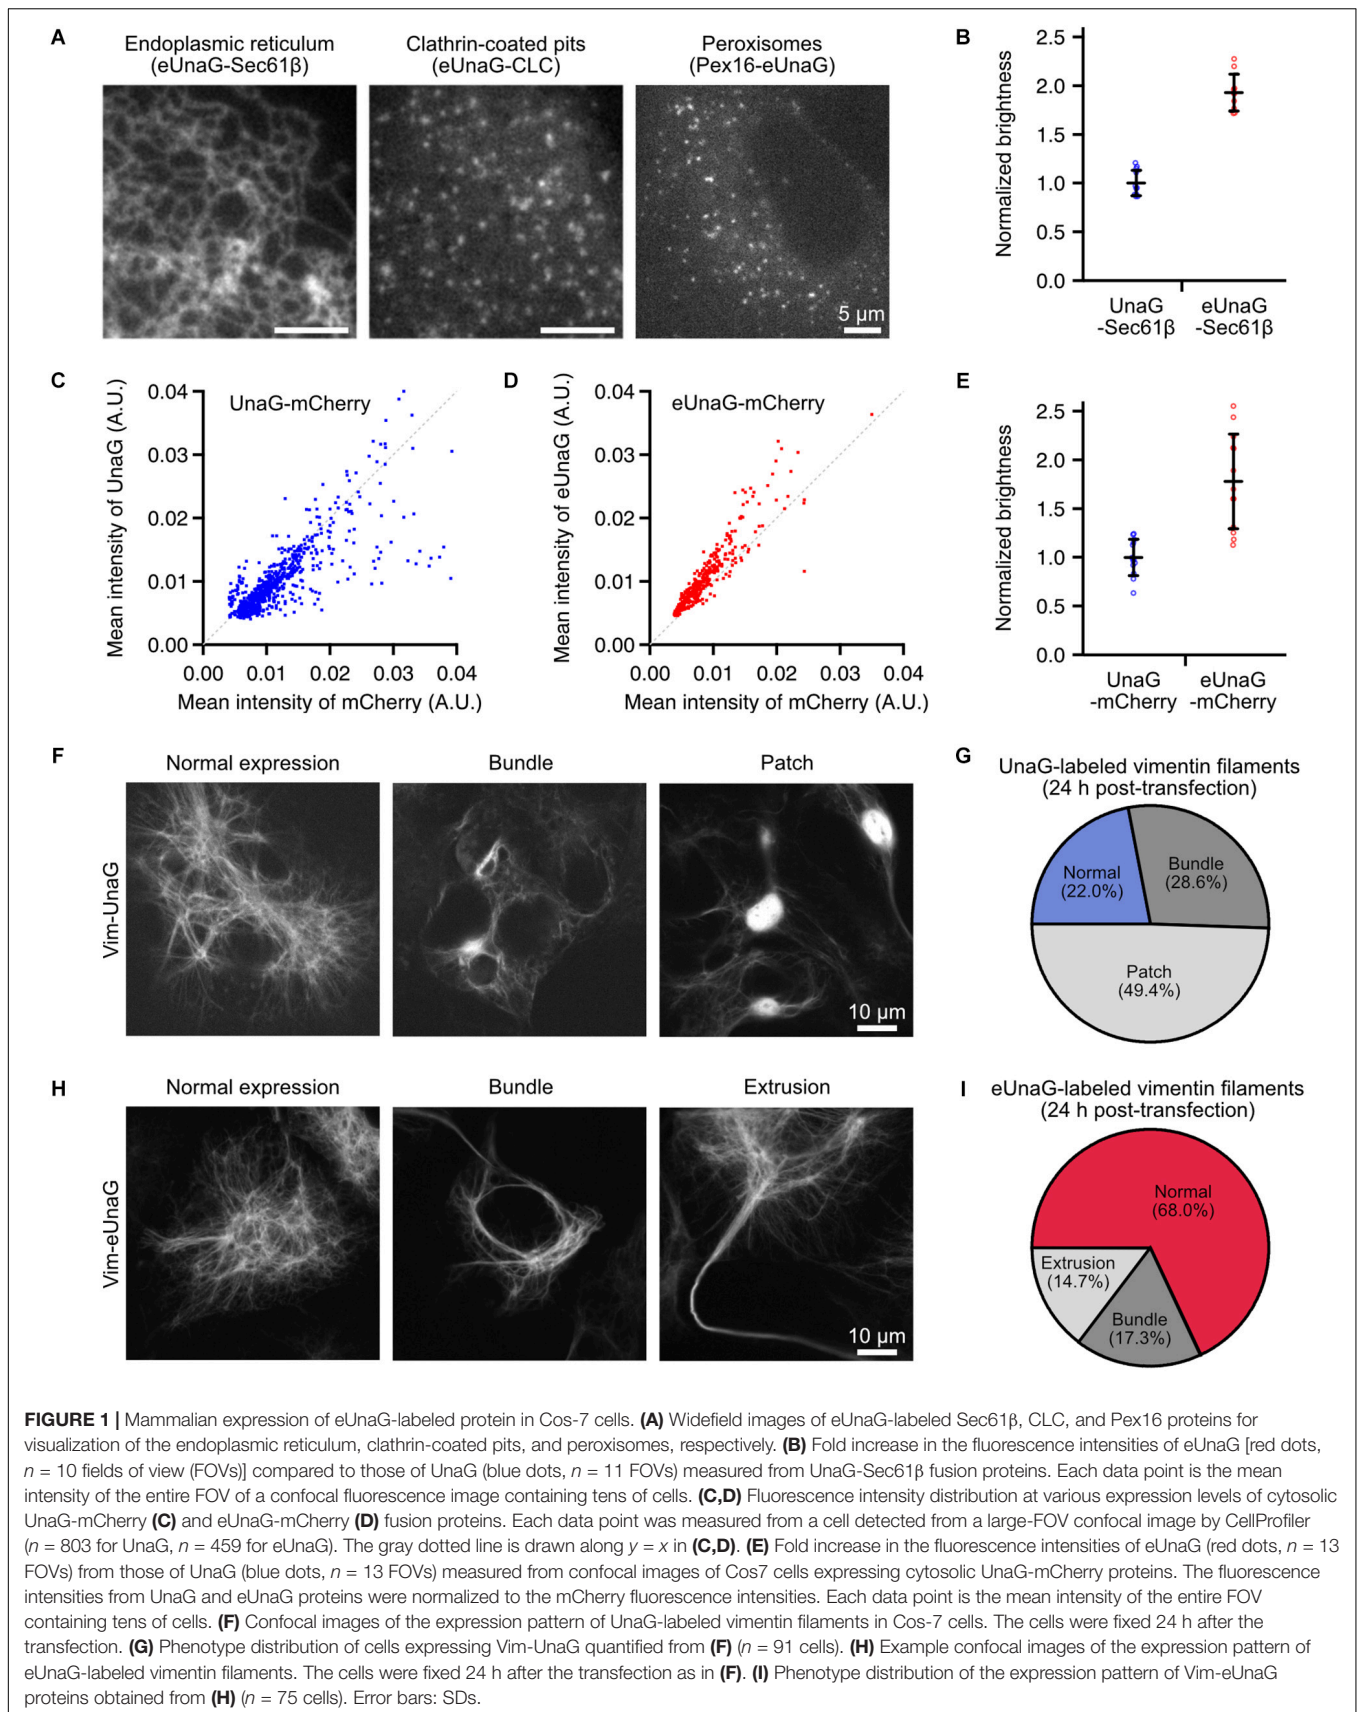 A
Endoplasmic reticulum
(eUnaG-Sec61β)
Clathrin-coated pits
(eUnaG-CLC)
Peroxisomes
(Pex16-eUnaG)
5 µm
B
Normalized brightness
2.5
2.0
1.5
1.0
0.5
0.0
UnaG
-Sec61β
eUnaG
-Sec61β
C
Mean intensity of UnaG (A.U.)
0.04
0.03
0.02
0.01
0.00
UnaG-mCherry
0.00 0.01 0.02 0.03 0.04
Mean intensity of mCherry (A.U.)
D
Mean intensity of eUnaG (A.U.)
0.04
0.03
0.02
0.01
0.00
eUnaG-mCherry
0.00 0.01 0.02 0.03 0.04
Mean intensity of mCherry (A.U.)
E
Normalized brightness
2.5
2.0
1.5
1.0
0.5
0.0
UnaG
-mCherry
eUnaG
-mCherry
F
Normal expression
Bundle
Patch
Vim-UnaG
10 µm
G
UnaG-labeled vimentin filaments
(24 h post-transfection)
Normal
(22.0%)
Bundle
(28.6%)
Patch
(49.4%)
H
Normal expression
Bundle
Extrusion
Vim-eUnaG
10 µm
I
eUnaG-labeled vimentin filaments
(24 h post-transfection)
Normal
(68.0%)
Extrusion
(14.7%)
Bundle
(17.3%)
FIGURE 1 | Mammalian expression of eUnaG-labeled protein in Cos-7 cells. (A) Widefield images of eUnaG-labeled Sec61β, CLC, and Pex16 proteins for
visualization of the endoplasmic reticulum, clathrin-coated pits, and peroxisomes, respectively. (B) Fold increase in the fluorescence intensities of eUnaG [red dots,
n = 10 fields of view (FOVs)] compared to those of UnaG (blue dots, n = 11 FOVs) measured from UnaG-Sec61β fusion proteins. Each data point is the mean
intensity of the entire FOV of a confocal fluorescence image containing tens of cells. (C,D) Fluorescence intensity distribution at various expression levels of cytosolic
UnaG-mCherry (C) and eUnaG-mCherry (D) fusion proteins. Each data point was measured from a cell detected from a large-FOV confocal image by CellProfiler
(n = 803 for UnaG, n = 459 for eUnaG). The gray dotted line is drawn along y = x in (C,D). (E) Fold increase in the fluorescence intensities of eUnaG (red dots, n = 13
FOVs) from those of UnaG (blue dots, n = 13 FOVs) measured from confocal images of Cos7 cells expressing cytosolic UnaG-mCherry proteins. The fluorescence
intensities from UnaG and eUnaG proteins were normalized to the mCherry fluorescence intensities. Each data point is the mean intensity of the entire FOV
containing tens of cells. (F) Confocal images of the expression pattern of UnaG-labeled vimentin filaments in Cos-7 cells. The cells were fixed 24 h after the
transfection. (G) Phenotype distribution of cells expressing Vim-UnaG quantified from (F) (n = 91 cells). (H) Example confocal images of the expression pattern of
eUnaG-labeled vimentin filaments. The cells were fixed 24 h after the transfection as in (F). (I) Phenotype distribution of the expression pattern of Vim-eUnaG
proteins obtained from (H) (n = 75 cells). Error bars: SDs.